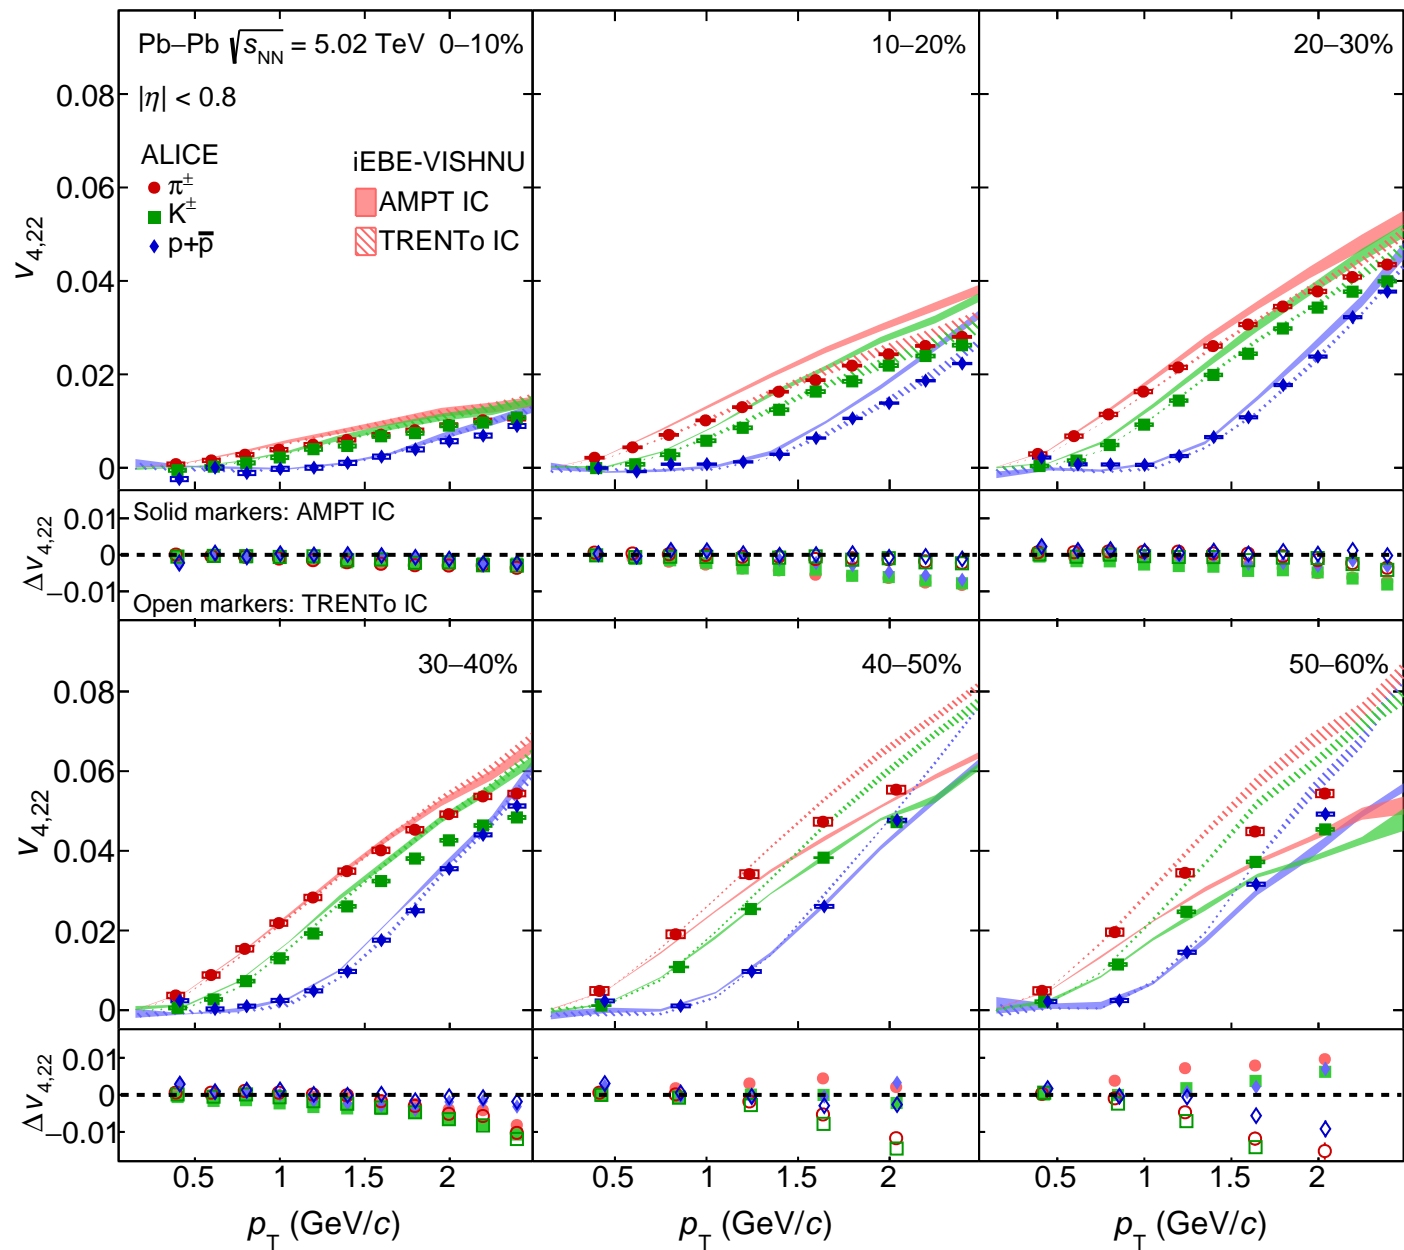 Pb–Pb √s_NN = 5.02 TeV 0–10%
|η| < 0.8
ALICE
π±
K±
p+p̅
iEBE-VISHNU
AMPT IC
TRENTo IC
10–20%
20–30%
v4,22
0.08
0.06
0.04
0.02
0
Solid markers: AMPT IC
Open markers: TRENTo IC
Δv4,22
0.01
0
−0.01
30–40%
40–50%
50–60%
v4,22
0.08
0.06
0.04
0.02
0
Δv4,22
0.01
0
−0.01
0.5 1 1.5 2
0.5 1 1.5 2
0.5 1 1.5 2
pT (GeV/c)
pT (GeV/c)
pT (GeV/c)